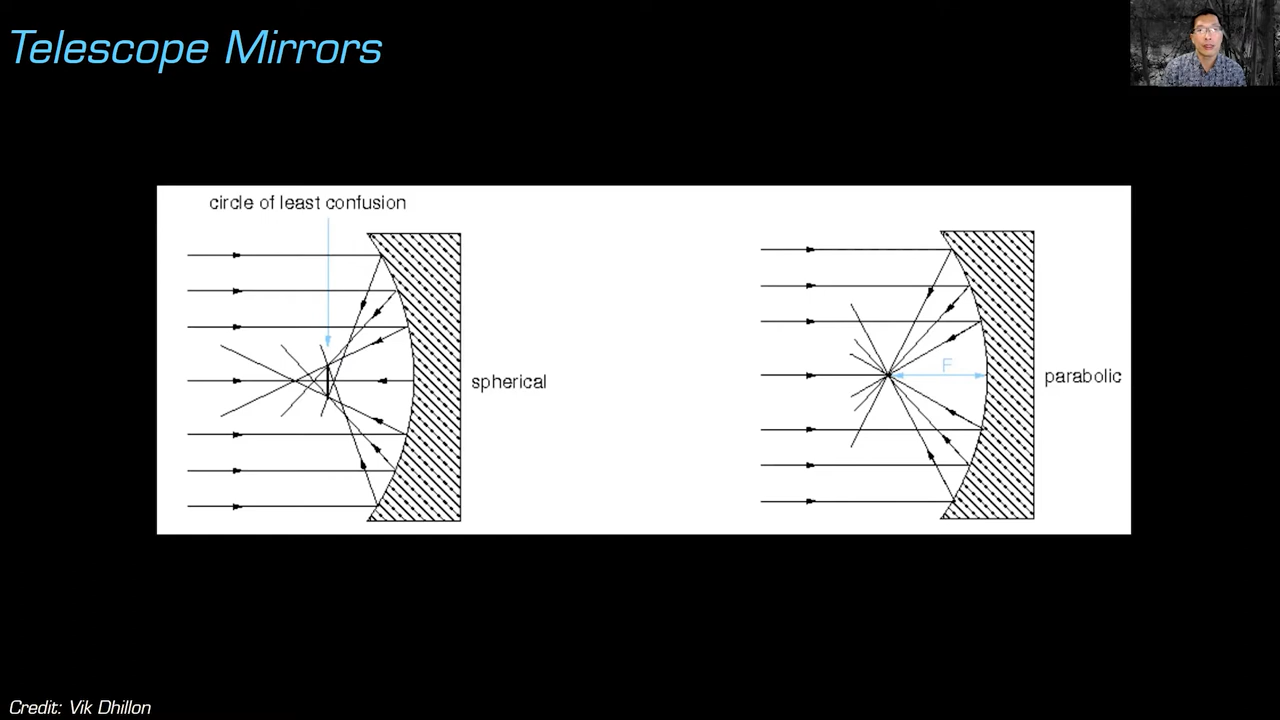 Telescope Mirrors
circle of least confusion
spherical
F
parabolic
Credit: Vik Dhillon